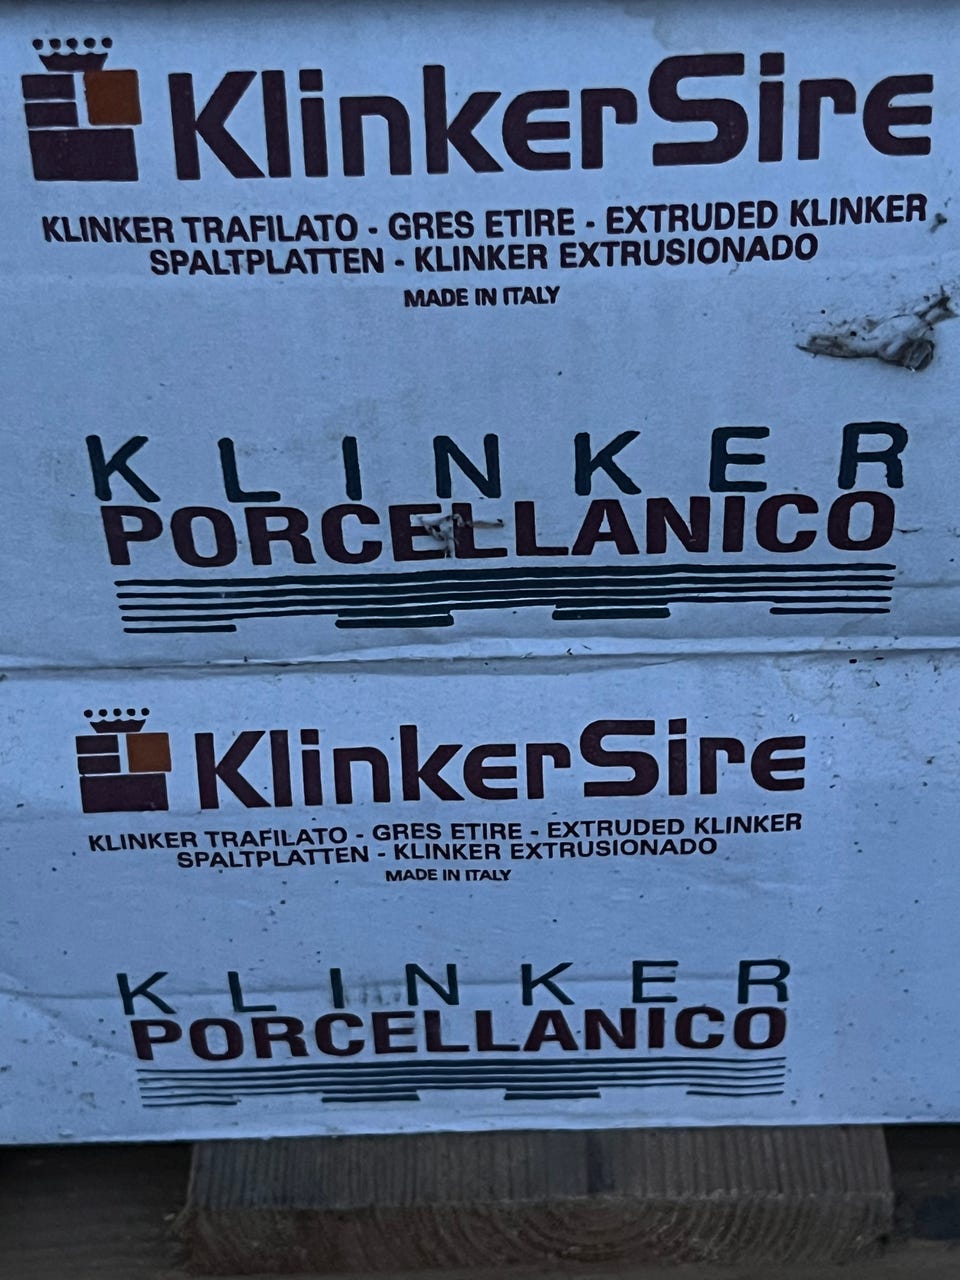 KlinkerSire
KLINKER TRAFILATO - GRES ETIRE - EXTRUDED KLINKER
SPALTPLATTEN - KLINKER EXTRUSIONADO
MADE IN ITALY
KLINKER
PORCELLANICO
KlinkerSire
KLINKER TRAFILATO - GRES ETIRE - EXTRUDED KLINKER
SPALTPLATTEN - KLINKER EXTRUSIONADO
MADE IN ITALY
KLINKER
PORCELLANICO